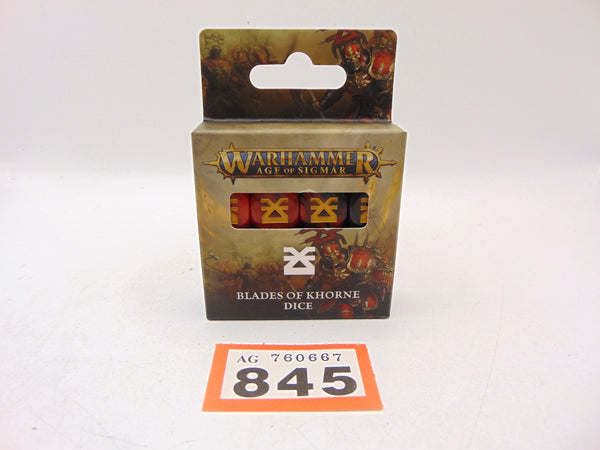 WARHAMMER
AGE OF SIGMAR
BLADES OF KHORNE
DICE
AG 760667
845